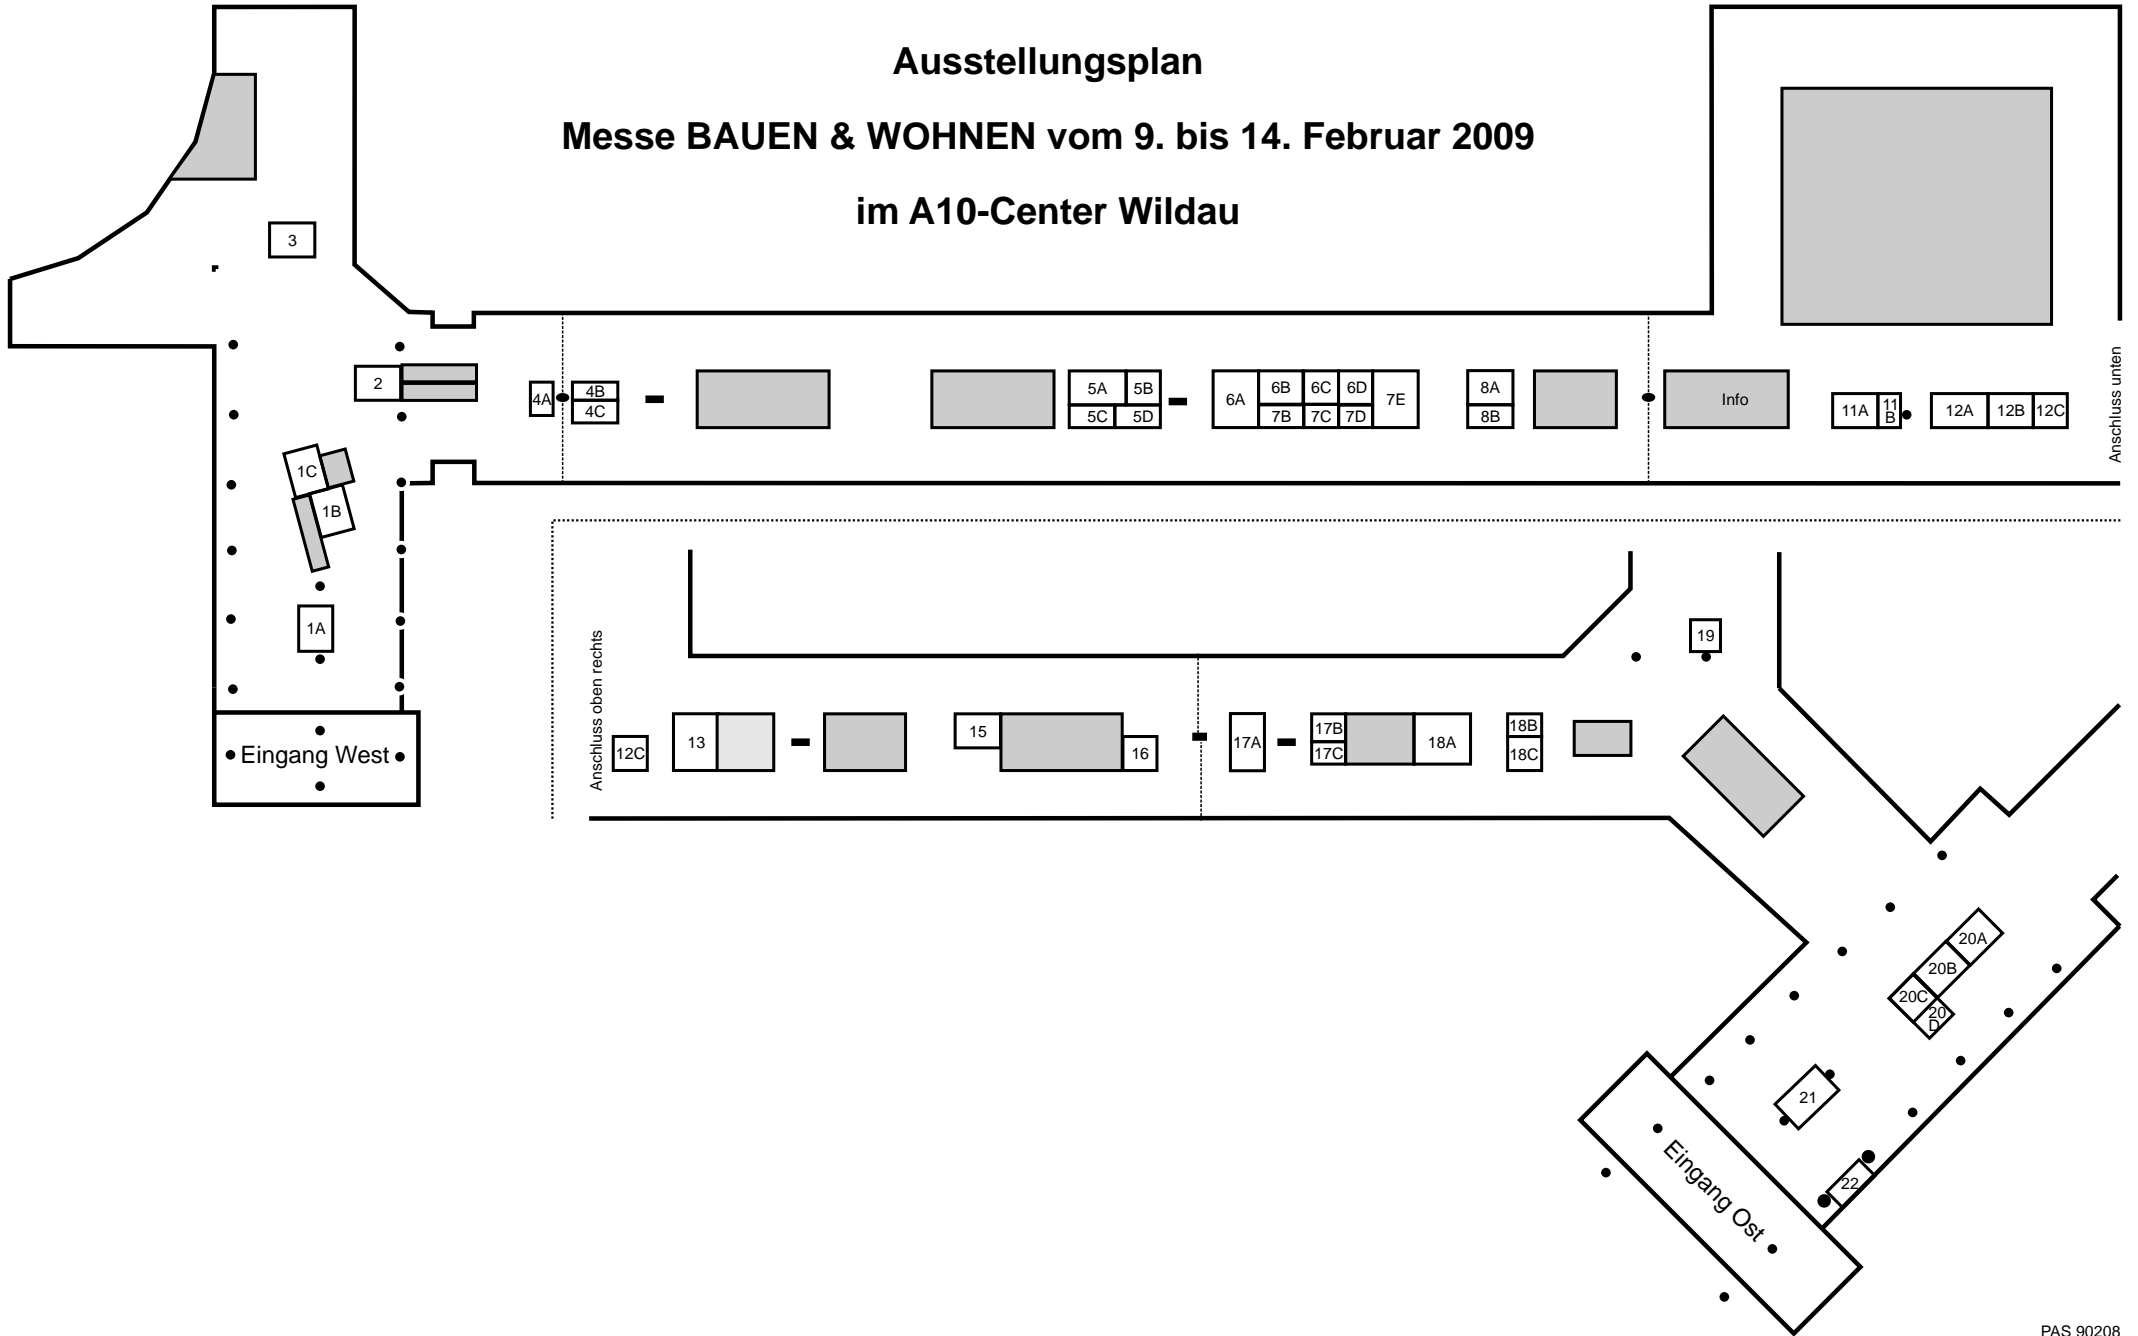 Ausstellungsplan
Messe BAUEN & WOHNEN vom 9. bis 14. Februar 2009
im A10-Center Wildau
3
2
4A
4B
4C
5A
5B
5C
5D
6A
6B
6C
6D
7B
7C
7D
7E
8A
8B
Info
11A
11
B
12A
12B
12C
Anschluss unten
1C
1B
1A
Eingang West
Anschluss oben rechts
12C
13
15
16
17A
17B
17C
18A
18B
18C
19
20A
20B
20C
20
D
21
22
Eingang Ost
PAS 90208